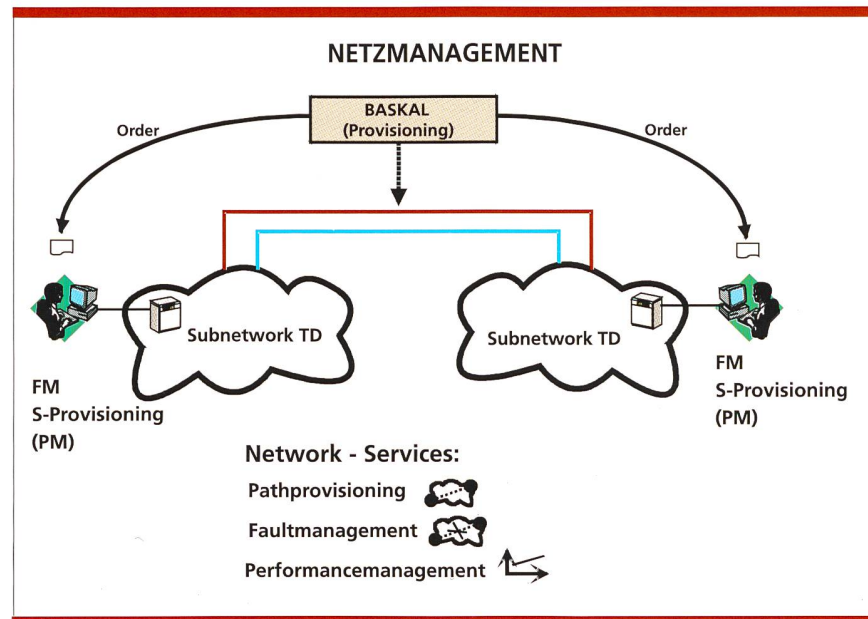 NETZMANAGEMENT
BASKAL
(Provisioning)
Order
Order
Subnetwork TD
Subnetwork TD
FM
S-Provisioning
(PM)
FM
S-Provisioning
(PM)
Network - Services:
Pathprovisioning
Faultmanagement
Performancemanagement